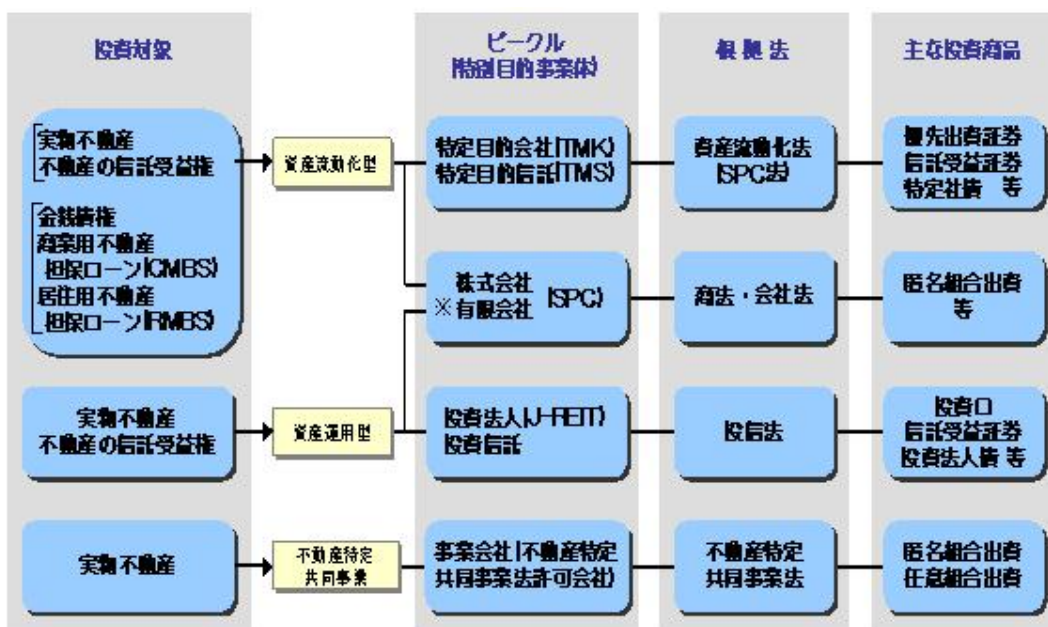 投資対象
ビークル
(特別目的事業体)
根拠法
主な投資商品
実物不動産
不動産の信託受益権
金銭債権
商業用不動産
担保ローン(CMBS)
居住用不動産
担保ローン(RMBS)
資産流動化型
特定目的会社(TMK)
特定目的信託(TMS)
資産流動化法
(SPC法)
優先出資証券
信託受益証券
特定社債 等
株式会社
※有限会社 (SPC)
商法・会社法
匿名組合出資
等
実物不動産
不動産の信託受益権
資産運用型
投資法人(J-REIT)
投資信託
投信法
投資口
信託受益証券
投資法人債 等
実物不動産
不動産特定
共同事業
事業会社(不動産特定
共同事業法許可会社)
不動産特定
共同事業法
匿名組合出資
任意組合出資